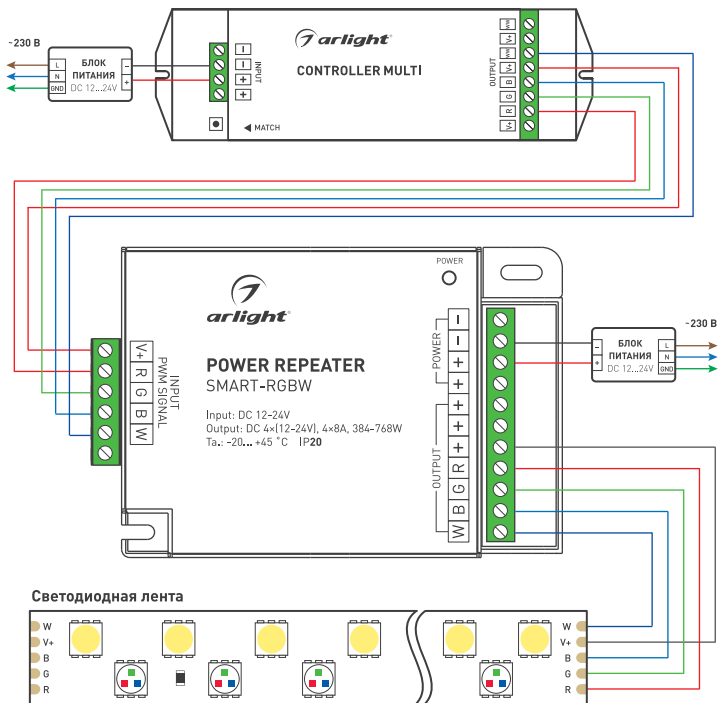 ~230 В
L
N
GND
БЛОК
ПИТАНИЯ
DC 12...24V
−
+
−
−
+
+
INPUT
MATCH
arlight®
CONTROLLER MULTI
OUTPUT
WW
V+
WW
V+
B
G
R
V+
POWER
arlight®
POWER REPEATER
SMART-RGBW
Input: DC 12-24V
Output: DC 4×(12-24V), 4×8A, 384-768W
Ta.: -20... +45 °C IP20
V+
R
G
B
W
INPUT
PWM SIGNAL
POWER
OUTPUT
−
−
+
+
+
+
+
R
G
B
W
~230 В
−
+
БЛОК
ПИТАНИЯ
DC 12...24V
L
N
GND
Светодиодная лента
W
V+
B
G
R
W
V+
B
G
R